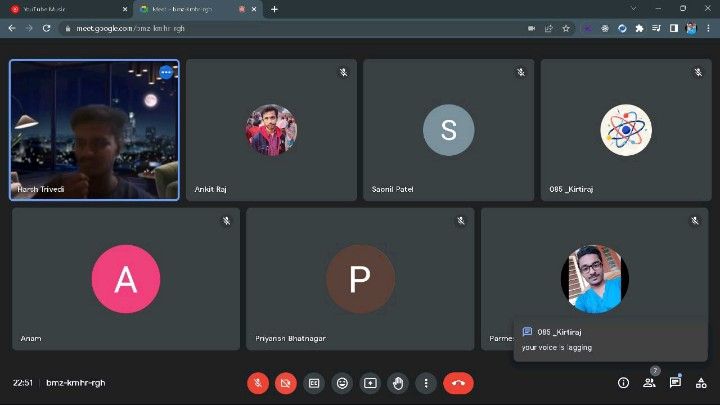 YouTube Music
Meet - bmz-kmhr-rgh
meet.google.com/bmz-kmhr-rgh
Harsh Trivedi
Ankit Raj
S
Saonil Patel
085 _Kirtiraj
A
Anam
P
Priyansh Bhatnagar
Parmes
085 _Kirtiraj
your voice is lagging
22:51 | bmz-kmhr-rgh
7